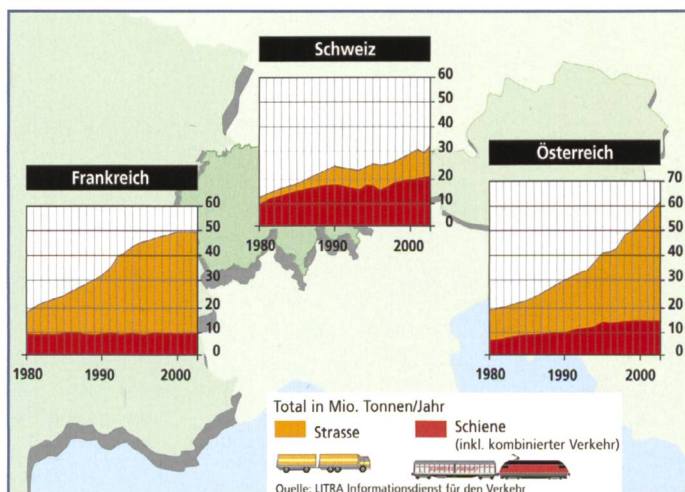 Schweiz
60
50
40
30
20
10
0
1980 1990 2000
Frankreich
60
50
40
30
20
10
0
1980 1990 2000
Österreich
70
60
50
40
30
20
10
0
1980 1990 2000
Total in Mio. Tonnen/Jahr
Strasse
Schiene
(inkl. kombinierter Verkehr)
Quelle: LITRA Informationsdienst für den Verkehr